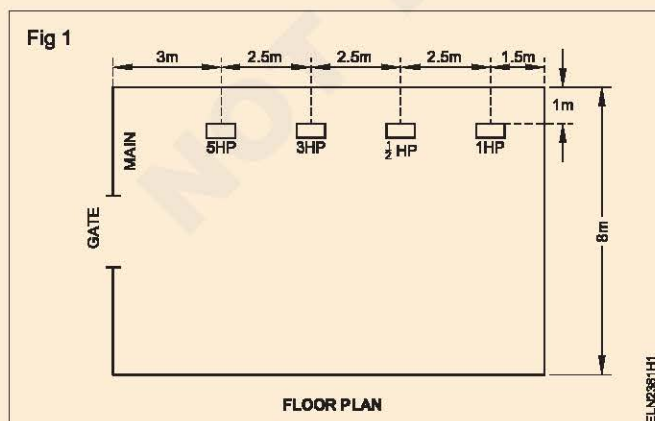 Fig 1
3m 2.5m 2.5m 2.5m 1.5m
1m
MAIN
5HP 3HP ½ HP 1HP
GATE
8m
FLOOR PLAN
ELN2381H1
NOT